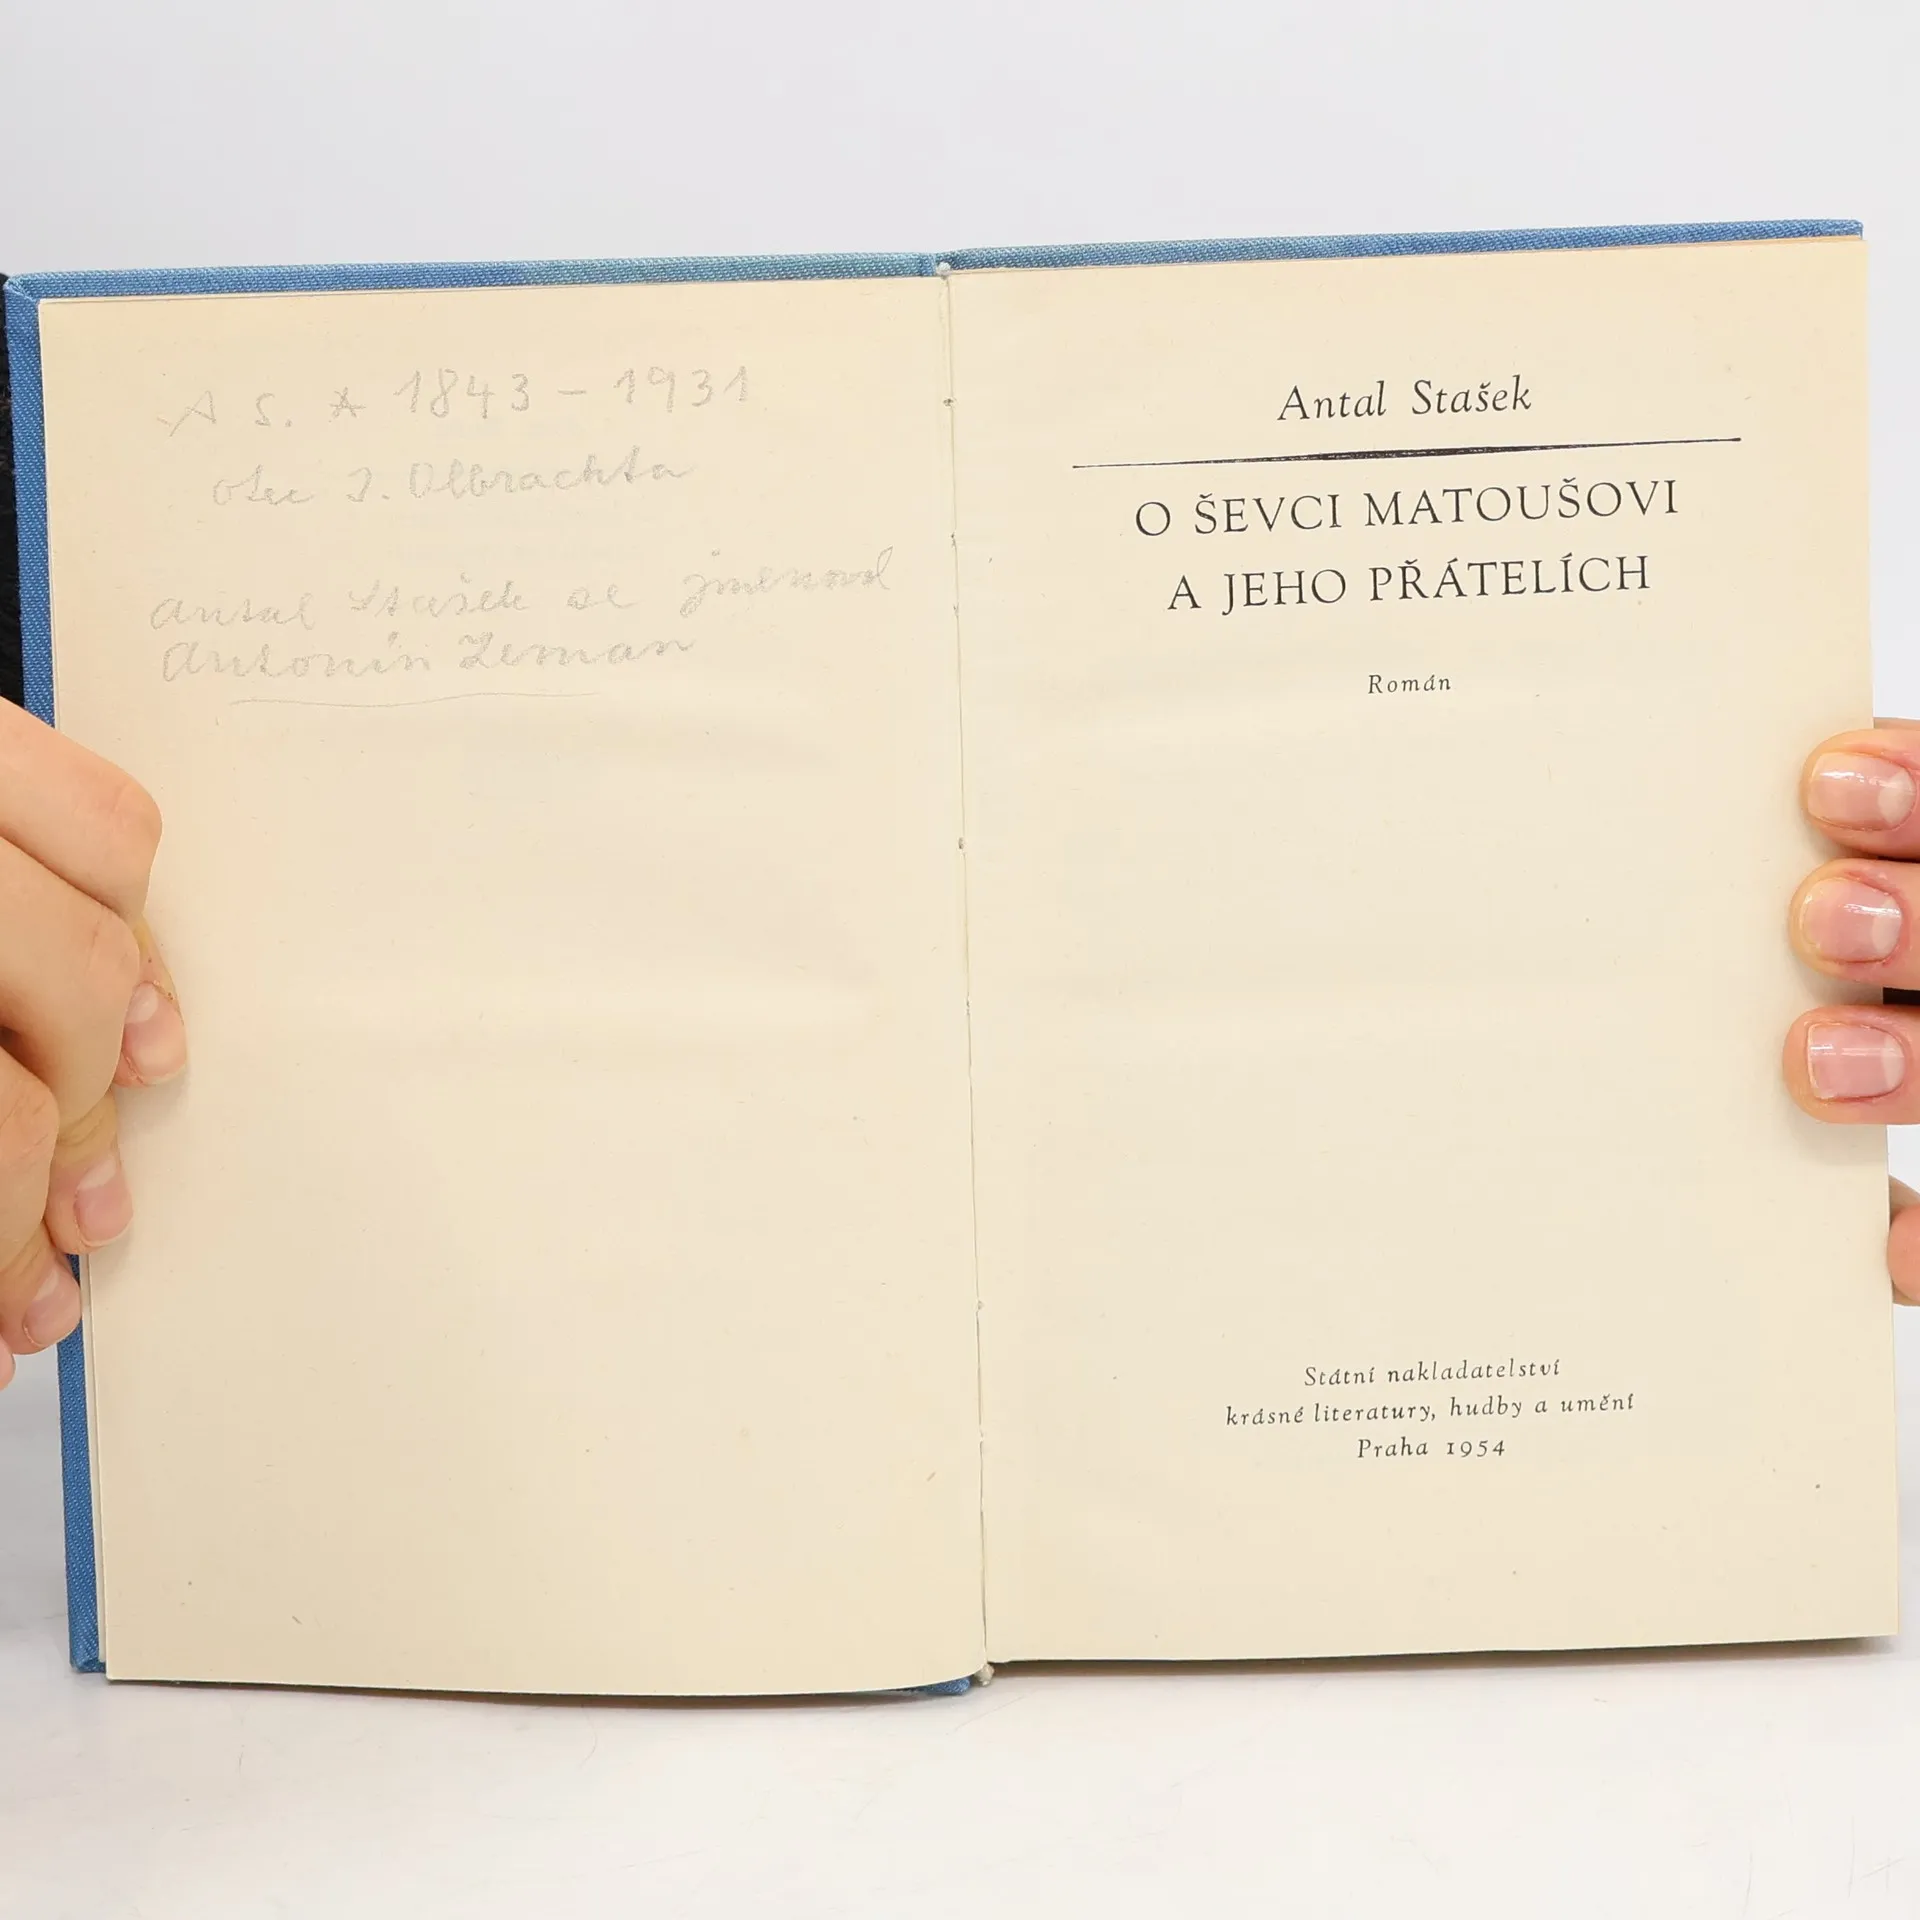 A S. * 1843 – 1931
otec I. Olbrachta
Antal Stašek se jmenoval
Antonín Zeman
Antal Stašek
O ŠEVCI MATOUŠOVI
A JEHO PŘÁTELÍCH
Román
Státní nakladatelství
krásné literatury, hudby a umění
Praha 1954